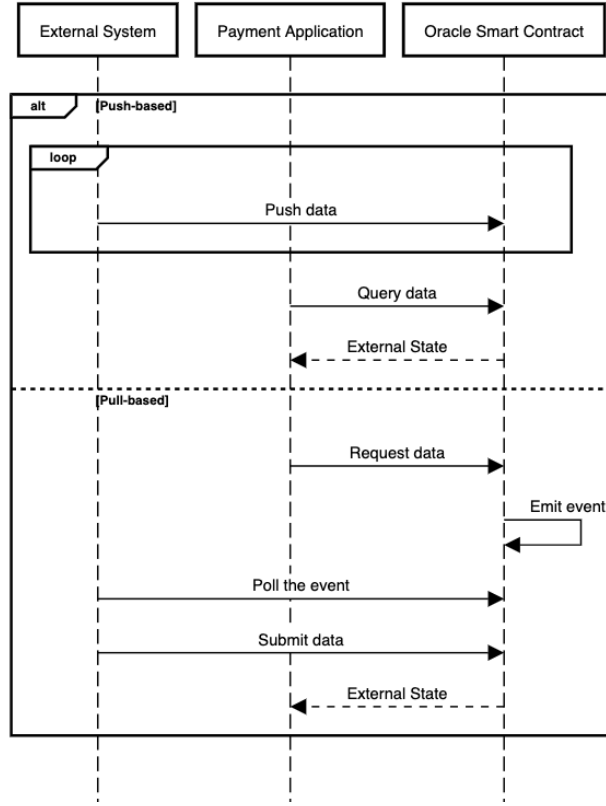 External System
Payment Application
Oracle Smart Contract
alt
[Push-based]
loop
Push data
Query data
External State
[Pull-based]
Request data
Emit event
Poll the event
Submit data
External State